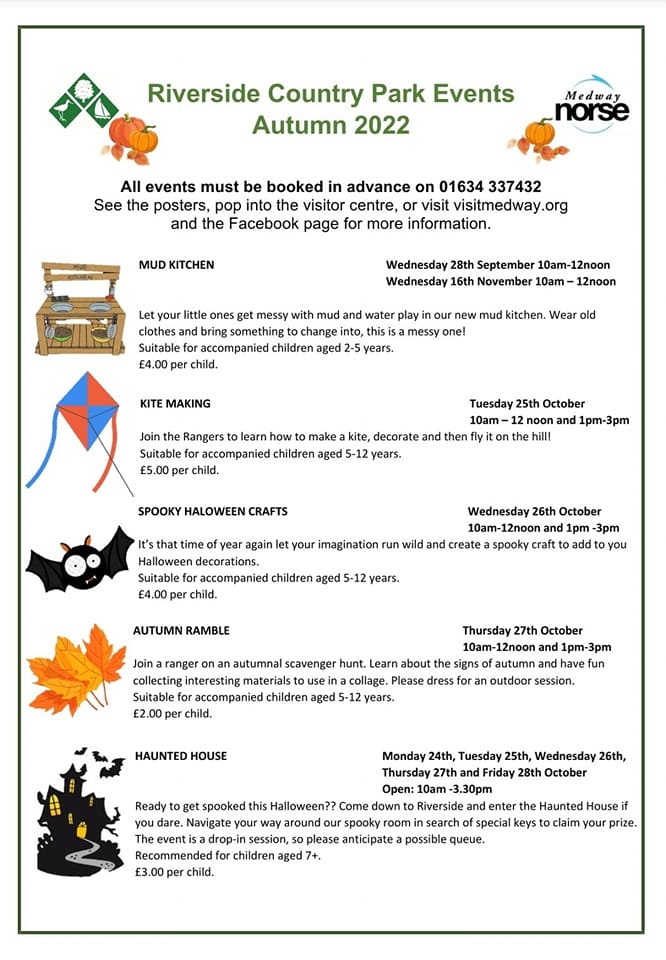 Riverside Country Park Events
Autumn 2022
Medway
norse
All events must be booked in advance on 01634 337432
See the posters, pop into the visitor centre, or visit visitmedway.org
and the Facebook page for more information.
MUD KITCHEN
MUD KITCHEN
Wednesday 28th September 10am-12noon
Wednesday 16th November 10am – 12noon
Let your little ones get messy with mud and water play in our new mud kitchen. Wear old
clothes and bring something to change into, this is a messy one!
Suitable for accompanied children aged 2-5 years.
£4.00 per child.
KITE MAKING
Tuesday 25th October
10am – 12 noon and 1pm-3pm
Join the Rangers to learn how to make a kite, decorate and then fly it on the hill!
Suitable for accompanied children aged 5-12 years.
£5.00 per child.
SPOOKY HALOWEEN CRAFTS
Wednesday 26th October
10am-12noon and 1pm -3pm
It's that time of year again let your imagination run wild and create a spooky craft to add to you
Halloween decorations.
Suitable for accompanied children aged 5-12 years.
£4.00 per child.
AUTUMN RAMBLE
Thursday 27th October
10am-12noon and 1pm-3pm
Join a ranger on an autumnal scavenger hunt. Learn about the signs of autumn and have fun
collecting interesting materials to use in a collage. Please dress for an outdoor session.
Suitable for accompanied children aged 5-12 years.
£2.00 per child.
HAUNTED HOUSE
Monday 24th, Tuesday 25th, Wednesday 26th,
Thursday 27th and Friday 28th October
Open: 10am -3.30pm
Ready to get spooked this Halloween?? Come down to Riverside and enter the Haunted House if
you dare. Navigate your way around our spooky room in search of special keys to claim your prize.
The event is a drop-in session, so please anticipate a possible queue.
Recommended for children aged 7+.
£3.00 per child.